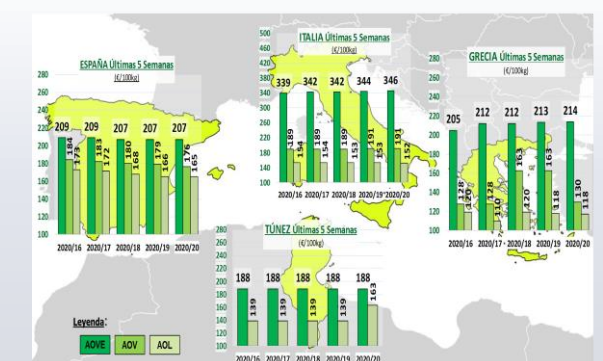 ESPAÑA Últimas 5 Semanas
(€/100kg)
280
260
240
220
200
180
160
140
120
100
209 184 173
209 183 172
207 180 168
207 179 166
207 176 165
2020/16 2020/17 2020/18 2020/19 2020/20
ITALIA Últimas 5 Semanas
(€/100kg)
500
460
420
380
340
300
260
220
180
140
100
339 189 154
342 189 154
342 189 153
344 191 153
346 191 152
2020/16 2020/17 2020/18 2020/19 2020/20
GRECIA Últimas 5 Semanas
(€/100kg)
280
260
240
220
200
180
160
140
120
100
205 128 120
212 128 110
212 163 120
213 163 118
214 130 118
2020/16 2020/17 2020/18 2020/19 2020/20
TÚNEZ Últimas 5 Semanas
(€/100kg)
280
260
240
220
200
180
160
140
120
100
188 139
188 139
188 139
188 139
188 163
2020/16 2020/17 2020/18 2020/19 2020/20
Leyenda:
AOVE AOV AOL